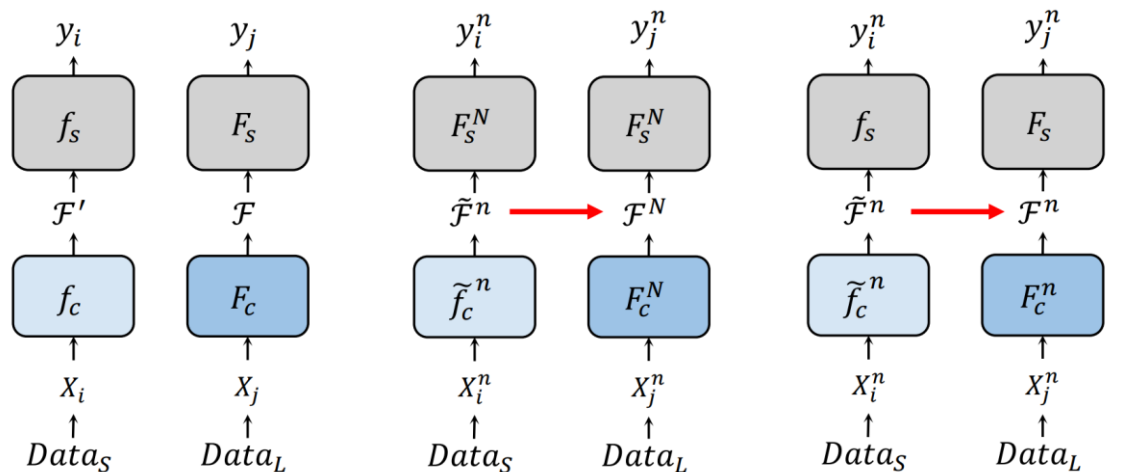 y_i y_j y_i^n y_j^n y_i^n y_j^n
f_s F_s F_s^N F_s^N f_s F_s
ℱ′ ℱ ℱ̃^n ℱ^N ℱ̃^n ℱ^n
f_c F_c f̃_c^n F_c^N f̃_c^n F_c^n
X_i X_j X_i^n X_j^n X_i^n X_j^n
Data_S Data_L Data_S Data_L Data_S Data_L